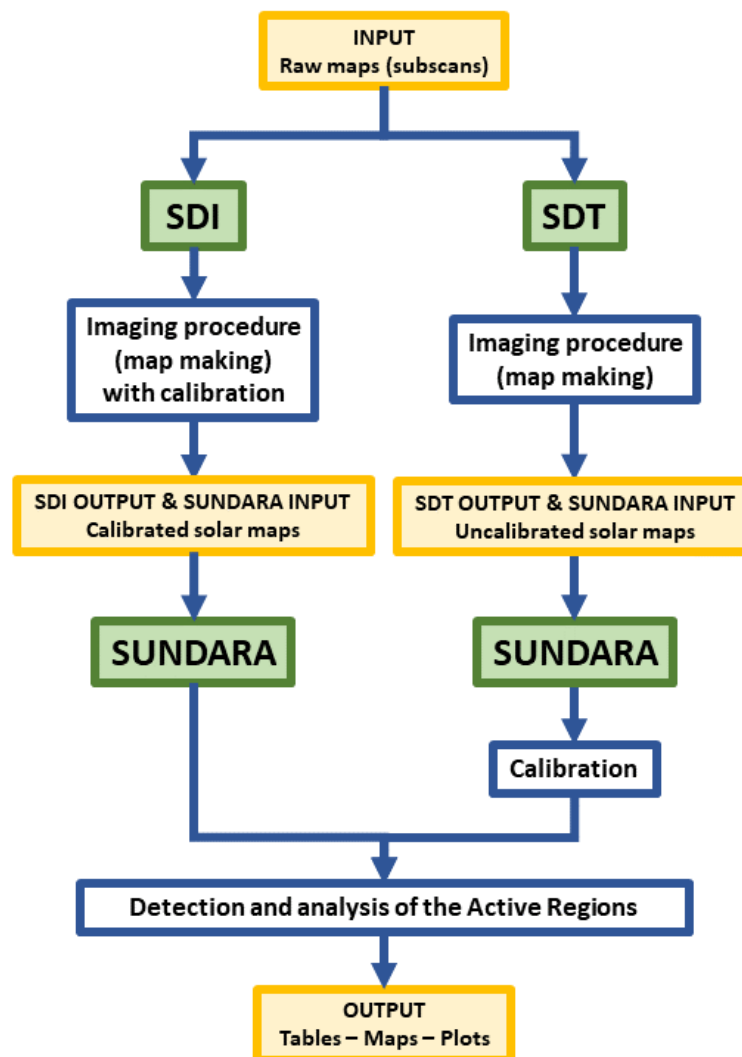 INPUT
Raw maps (subscans)
SDI
SDT
Imaging procedure
(map making)
with calibration
Imaging procedure
(map making)
SDI OUTPUT & SUNDARA INPUT
Calibrated solar maps
SDT OUTPUT & SUNDARA INPUT
Uncalibrated solar maps
SUNDARA
SUNDARA
Calibration
Detection and analysis of the Active Regions
OUTPUT
Tables – Maps – Plots